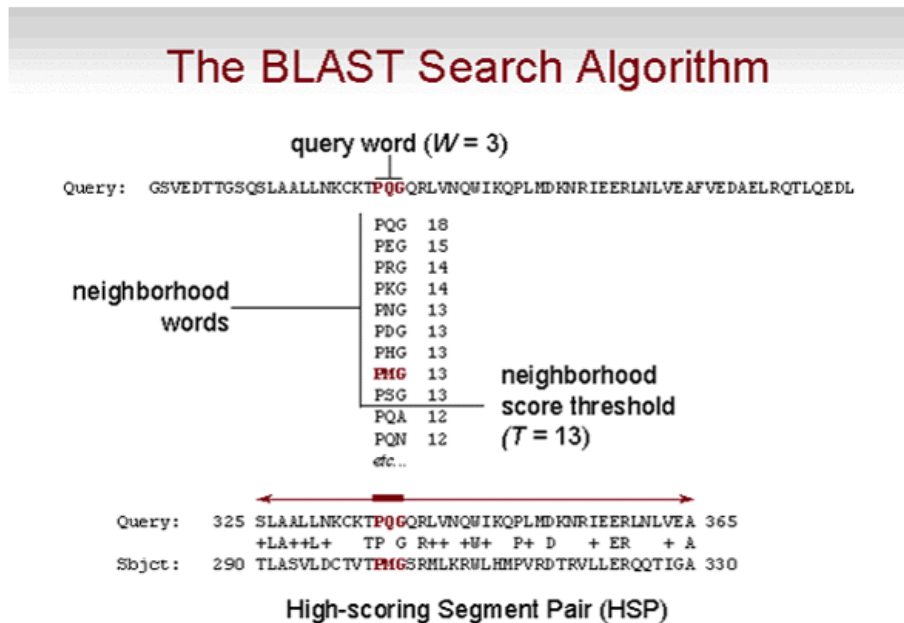 The BLAST Search Algorithm
query word (W = 3)
Query: GSVEDTTGSQSLAALLNKCKTPQGQRLVNQWIKQPLMDKNRIEERLNLVEAFVEDAELRQTLQEDL
PQG 18
PEG 15
PRG 14
PKG 14
PNG 13
PDG 13
PHG 13
PMG 13
PSG 13
PQA 12
PQN 12
etc...
neighborhood
words
neighborhood
score threshold
(T = 13)
Query: 325 SLAALLNKCKTPQGQRLVNQWIKQPLMDKNRIEERLNLVEA 365
+LA++L+ TP G R++ +W+ P+ D + ER + A
Sbjct: 290 TLASVLDCTVTPMGSRMLKRWLHMPVRDTRVLLERQQTIGA 330
High-scoring Segment Pair (HSP)